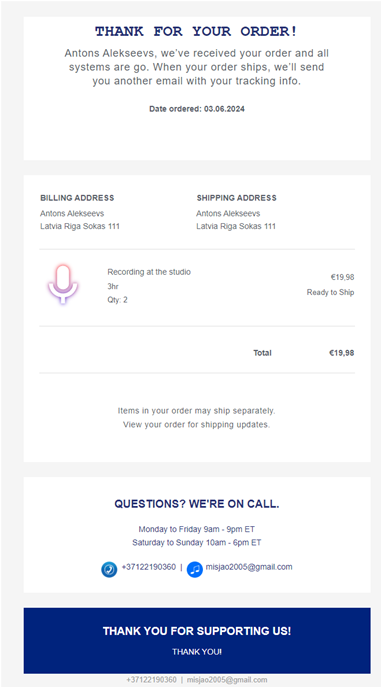 THANK FOR YOUR ORDER!
Antons Alekseevs, we've received your order and all
systems are go. When your order ships, we'll send
you another email with your tracking info.
Date ordered: 03.06.2024
BILLING ADDRESS
Antons Alekseevs
Latvia Riga Sokas 111
SHIPPING ADDRESS
Antons Alekseevs
Latvia Riga Sokas 111
Recording at the studio
3hr
Qty: 2
€19,98
Ready to Ship
Total €19,98
Items in your order may ship separately.
View your order for shipping updates.
QUESTIONS? WE'RE ON CALL.
Monday to Friday 9am - 9pm ET
Saturday to Sunday 10am - 6pm ET
+37122190360 | misjao2005@gmail.com
THANK YOU FOR SUPPORTING US!
THANK YOU!
+37122190360 | misjao2005@gmail.com